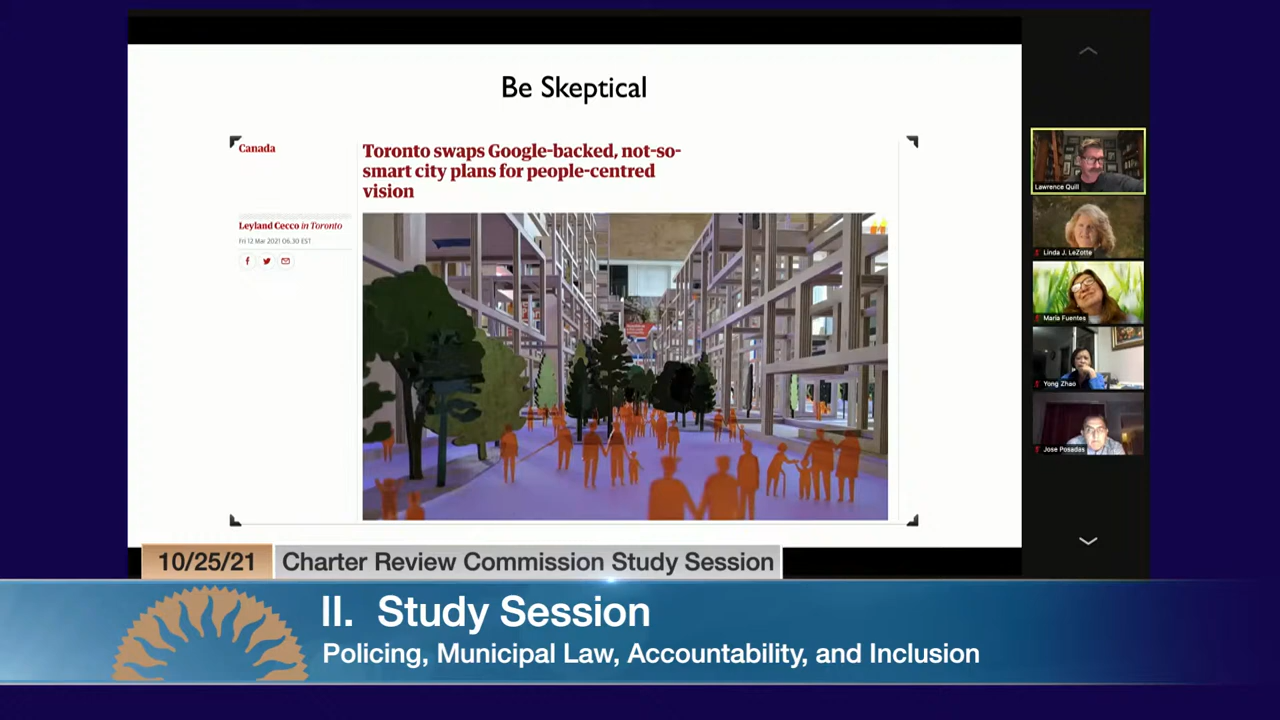 Be Skeptical
Canada
Toronto swaps Google-backed, not-so-
smart city plans for people-centred
vision
Leyland Cecco in Toronto
Fri 12 Mar 2021 06.30 EST
Lawrence Quill
Linda J. LeZotte
Maria Fuentes
Yong Zhao
Jose Posadas
10/25/21
Charter Review Commission Study Session
II. Study Session
Policing, Municipal Law, Accountability, and Inclusion